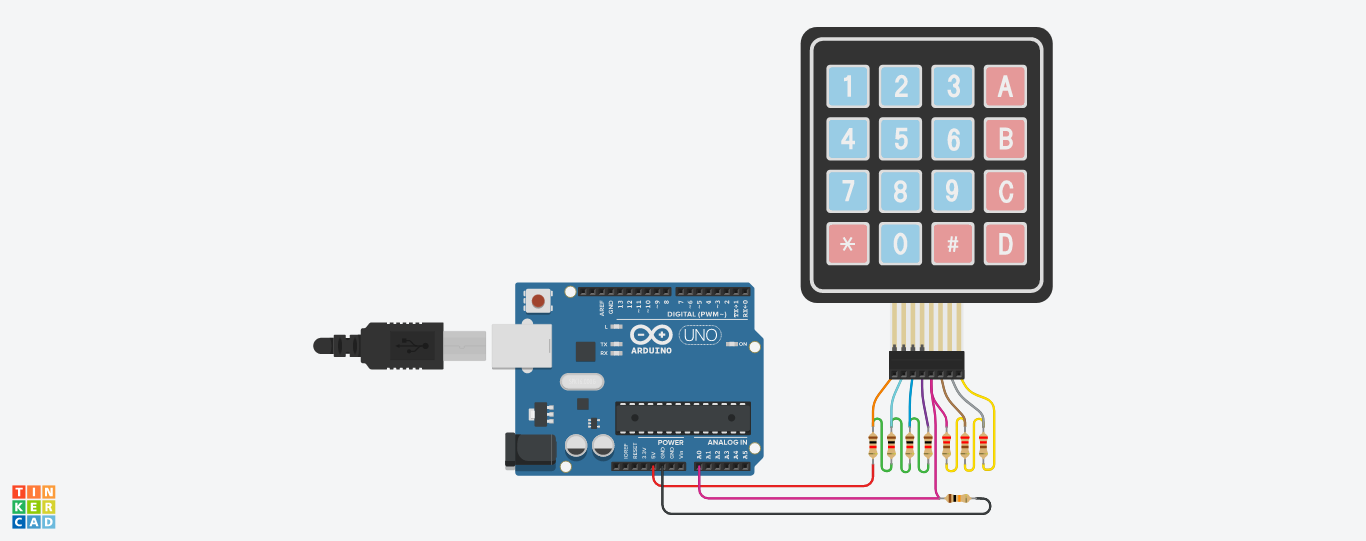 1 2 3 A
4 5 6 B
7 8 9 C
* 0 # D
AREF
GND
13
12
~11
~10
~9
8
7
~6
~5
4
~3
2
TX→1
RX←0
DIGITAL (PWM~)
L
TX
RX
ARDUINO
UNO
ON
POWER
ANALOG IN
IOREF
RESET
3.3V
5V
GND
GND
Vin
A0
A1
A2
A3
A4
A5
TIN
KER
CAD